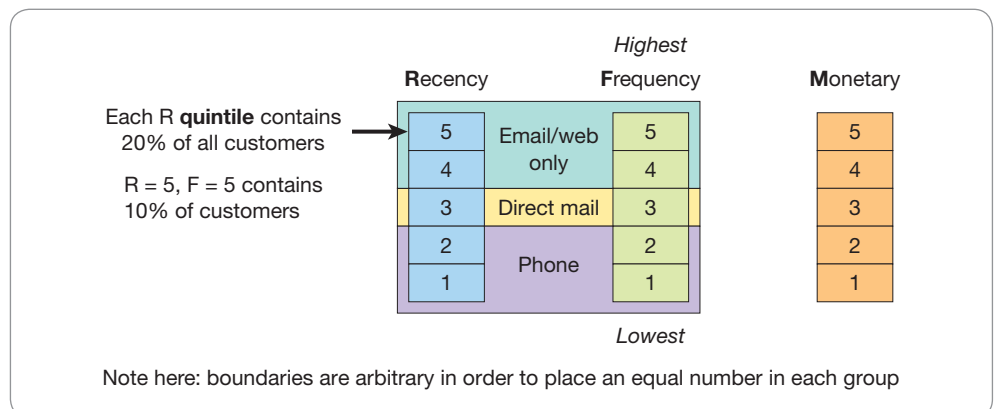 Highest
Recency Frequency Monetary
Each R quintile contains
20% of all customers
R = 5, F = 5 contains
10% of customers
5 Email/web only 5 5
4 4 4
3 Direct mail 3 3
2 Phone 2 2
1 1 1
Lowest
Note here: boundaries are arbitrary in order to place an equal number in each group